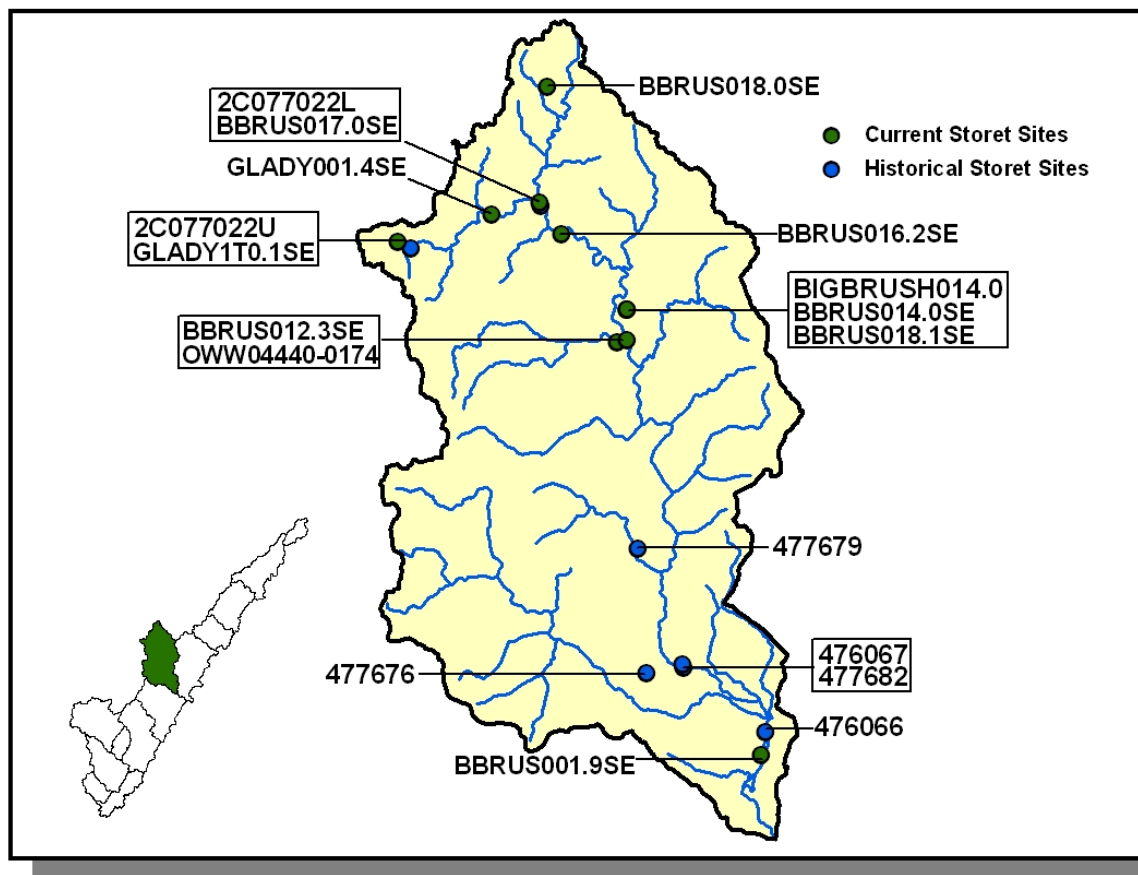 BBRUS018.0SE
2C077022L
BBRUS017.0SE
Current Storet Sites
Historical Storet Sites
GLADY001.4SE
2C077022U
GLADY1T0.1SE
BBRUS016.2SE
BIGBRUSH014.0
BBRUS014.0SE
BBRUS018.1SE
BBRUS012.3SE
OWW04440-0174
477679
476067
477682
477676
476066
BBRUS001.9SE